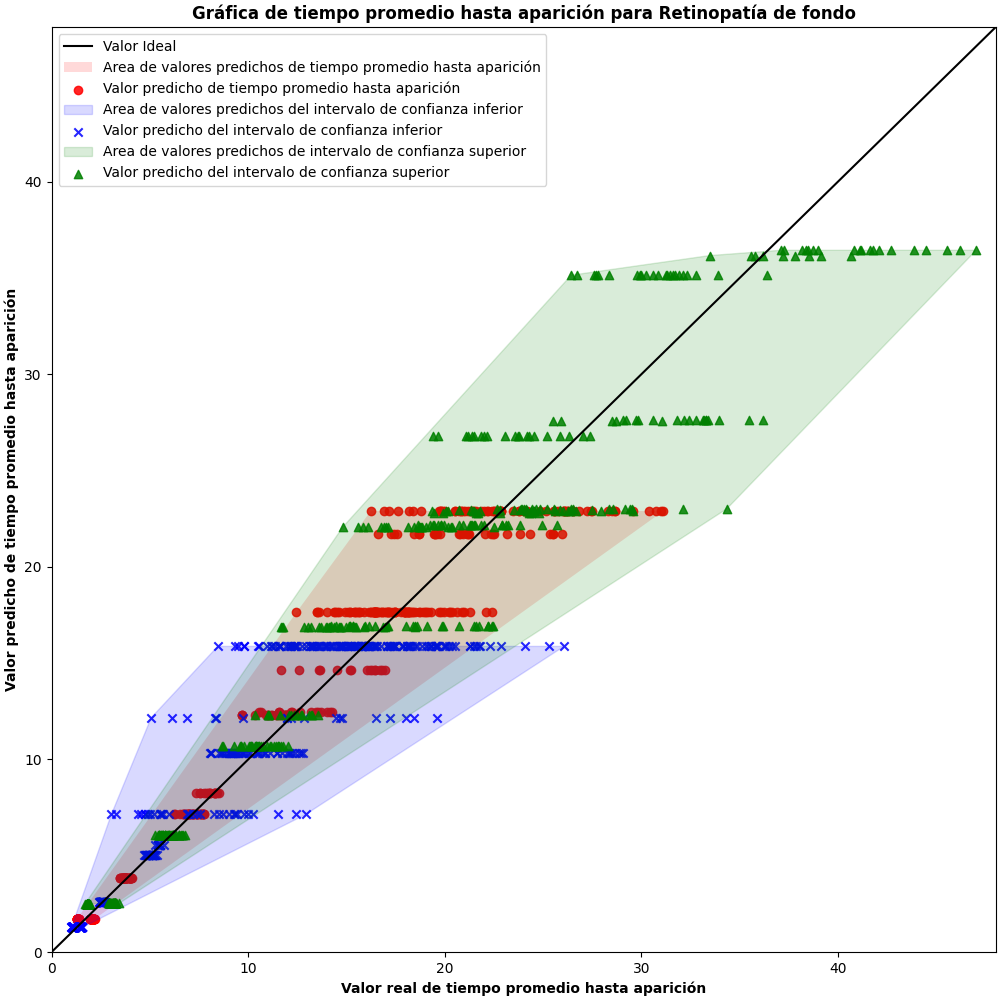 Gráfica de tiempo promedio hasta aparición para Retinopatía de fondo
Valor Ideal
Area de valores predichos de tiempo promedio hasta aparición
Valor predicho de tiempo promedio hasta aparición
Area de valores predichos del intervalo de confianza inferior
Valor predicho del intervalo de confianza inferior
Area de valores predichos de intervalo de confianza superior
Valor predicho del intervalo de confianza superior
Valor predicho de tiempo promedio hasta aparición
40
30
20
10
0
0 10 20 30 40
Valor real de tiempo promedio hasta aparición